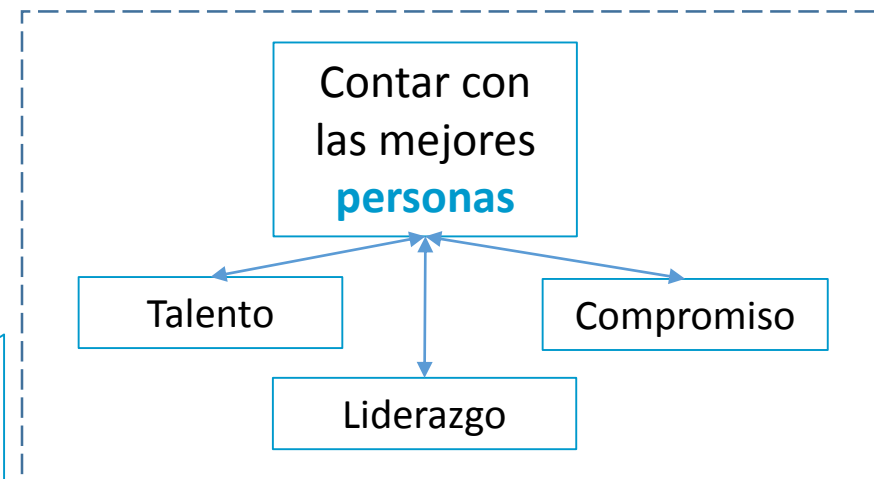 Contar con
las mejores
personas
Talento
Compromiso
Liderazgo